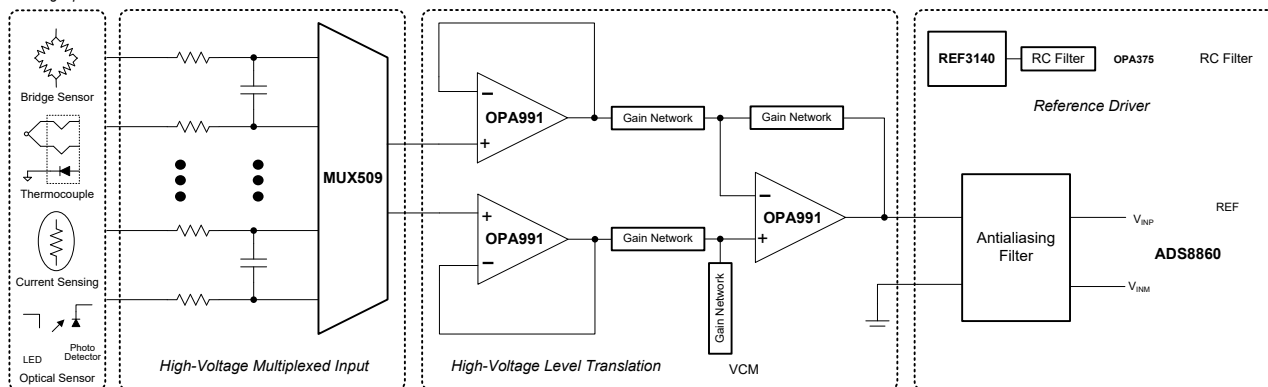 Bridge Sensor
Thermocouple
Current Sensing
LED
Photo
Detector
Optical Sensor
MUX509
High-Voltage Multiplexed Input
−
+
OPA991
+
−
OPA991
Gain Network
Gain Network
Gain Network
Gain Network
−
+
OPA991
VCM
High-Voltage Level Translation
REF3140
RC Filter
OPA375
RC Filter
Reference Driver
Antialiasing
Filter
VINP
VINM
REF
ADS8860